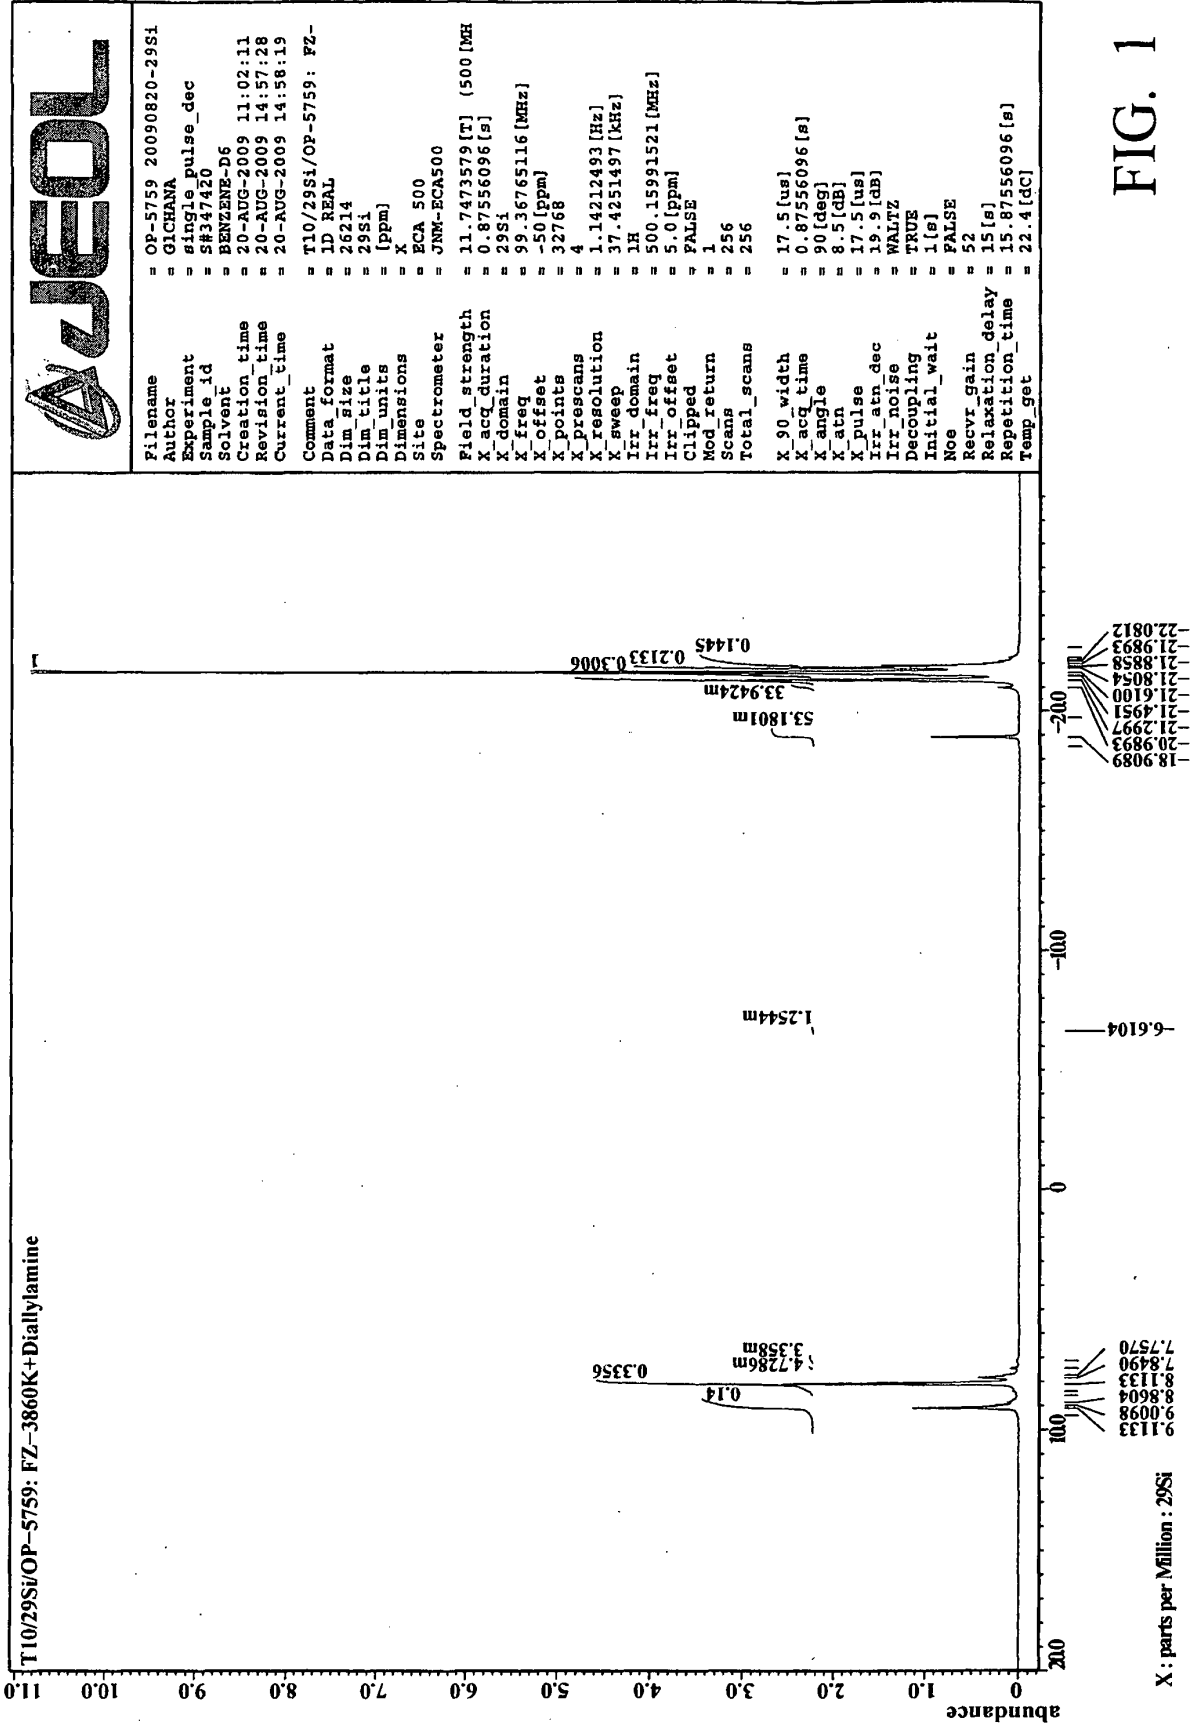 T10/29Si/OP-5759: FZ-3860K+Diallylamine
abundance
11.0
10.0
9.0
8.0
7.0
6.0
5.0
4.0
3.0
2.0
1.0
0
20.0
10.0
0
-10.0
-20.0
0.14
0.3356
4.7286m
3.358m
1.2544m
53.1801m
33.9424m
1
0.3006
0.2133
0.1445
9.1133
9.0098
8.8604
8.1133
7.8490
7.7570
-6.6104
-18.9089
-20.9893
-21.2997
-21.4951
-21.6100
-21.8054
-21.8858
-21.9893
-22.0812
X : parts per Million : 29Si
JEOL
Filename = OP-5759 20090820-29Si
Author = GICHANA
Experiment = single_pulse_dec
Sample_id = S#347420
Solvent = BENZENE-D6
Creation_time = 20-AUG-2009 11:02:11
Revision_time = 20-AUG-2009 14:57:28
Current_time = 20-AUG-2009 14:58:19
Comment = T10/29Si/OP-5759: FZ-
Data_format = 1D REAL
Dim_size = 26214
Dim_title = 29Si
Dim_units = [ppm]
Dimensions = X
Site = ECA 500
Spectrometer = JNM-ECA500
Field_strength = 11.7473579[T] (500[MH
X_acq_duration = 0.87556096[s]
X_domain = 29Si
X_freq = 99.36765116[MHz]
X_offset = -50[ppm]
X_points = 32768
X_prescans = 4
X_resolution = 1.14212493[Hz]
X_sweep = 37.4251497[kHz]
Irr_domain = 1H
Irr_freq = 500.15991521[MHz]
Irr_offset = 5.0[ppm]
Clipped = FALSE
Mod_return = 1
Scans = 256
Total_scans = 256
X_90_width = 17.5[us]
X_acq_time = 0.87556096[s]
X_angle = 90[deg]
X_atn = 8.5[dB]
X_pulse = 17.5[us]
Irr_atn_dec = 19.9[dB]
Irr_noise = WALTZ
Decoupling = TRUE
Initial_wait = 1[s]
Noe = FALSE
Recvr_gain = 52
Relaxation_delay = 15[s]
Repetition_time = 15.87556096[s]
Temp_get = 22.4[dC]
FIG. 1